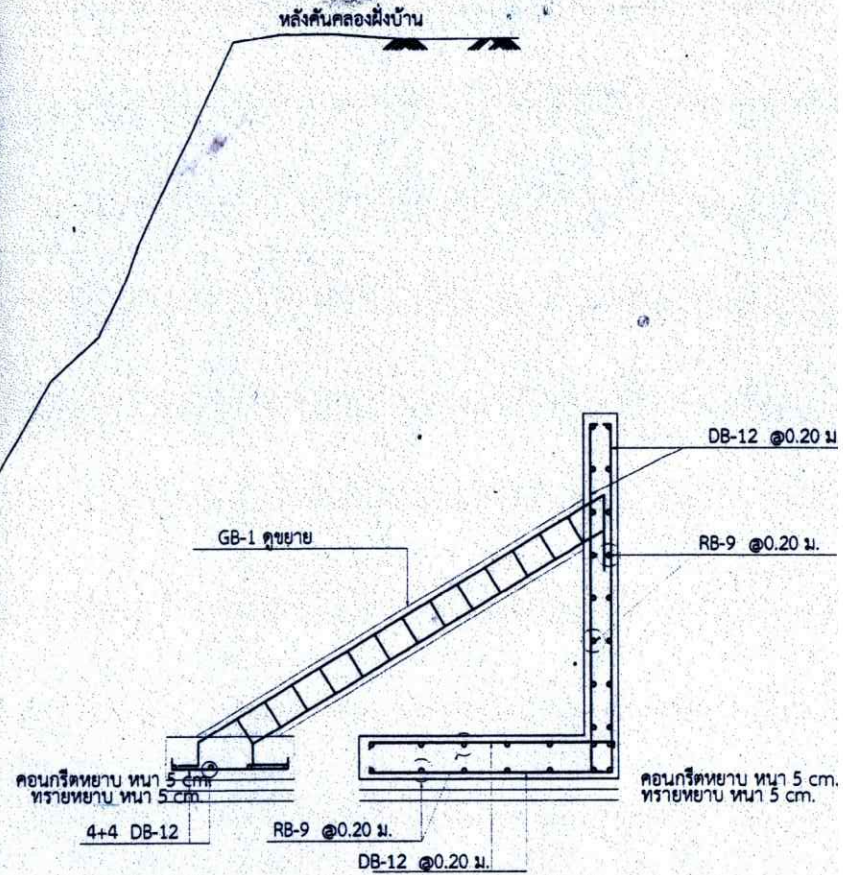 หลังคันคลองฝั่งบ้าน
DB-12 @0.20 ม.
GB-1 ดูขยาย
RB-9 @0.20 ม.
คอนกรีตหยาบ หนา 5 cm.
ทรายหยาบ หนา 5 cm.
คอนกรีตหยาบ หนา 5 cm.
ทรายหยาบ หนา 5 cm.
4+4 DB-12
RB-9 @0.20 ม.
DB-12 @0.20 ม.